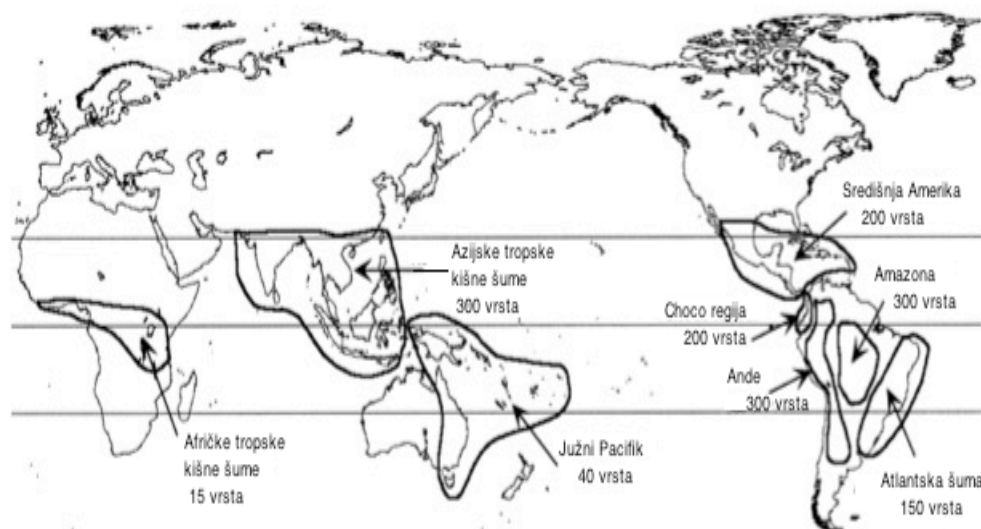 Središnja Amerika
200 vrsta
Azijske tropske
kišne šume
300 vrsta
Amazona
300 vrsta
Choco regija
200 vrsta
Ande
300 vrsta
Afričke tropske
kišne šume
15 vrsta
Južni Pacifik
40 vrsta
Atlantska šuma
150 vrsta